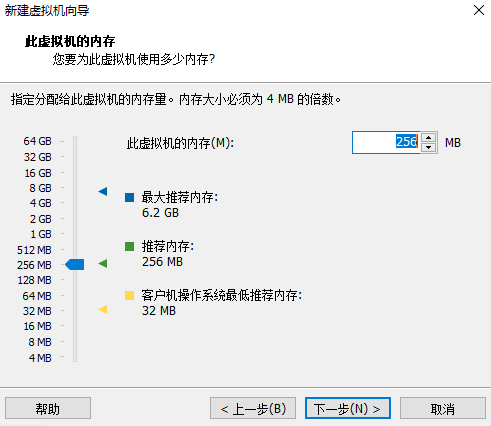 新建虚拟机向导
此虚拟机的内存
您要为此虚拟机使用多少内存?
指定分配给此虚拟机的内存量。内存大小必须为 4 MB 的倍数。
此虚拟机的内存(M):
256
MB
64 GB
32 GB
16 GB
8 GB
4 GB
2 GB
1 GB
512 MB
256 MB
128 MB
64 MB
32 MB
16 MB
8 MB
4 MB
最大推荐内存:
6.2 GB
推荐内存:
256 MB
客户机操作系统最低推荐内存:
32 MB
帮助
< 上一步(B)
下一步(N) >
取消